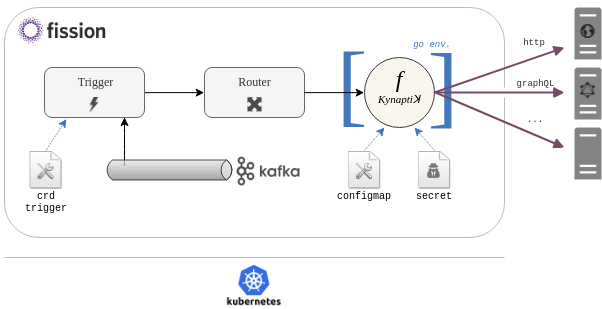 fission
go env.
http
Trigger
Router
f
KynaptiK
graphQL
...
kafka
crd
trigger
configmap
secret
kubernetes